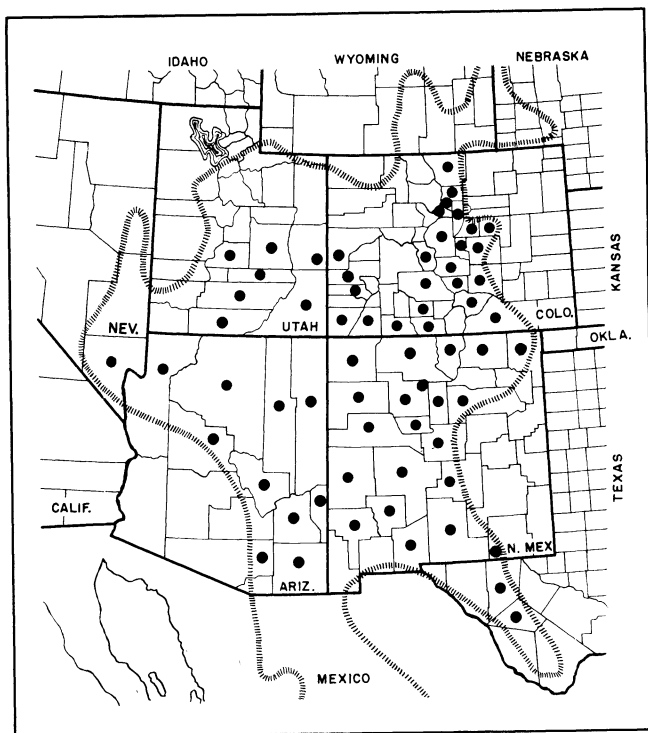 IDAHO
WYOMING
NEBRASKA
KANSAS
COLO.
NEV.
UTAH
OKLA.
TEXAS
CALIF.
N. MEX
ARIZ.
MEXICO